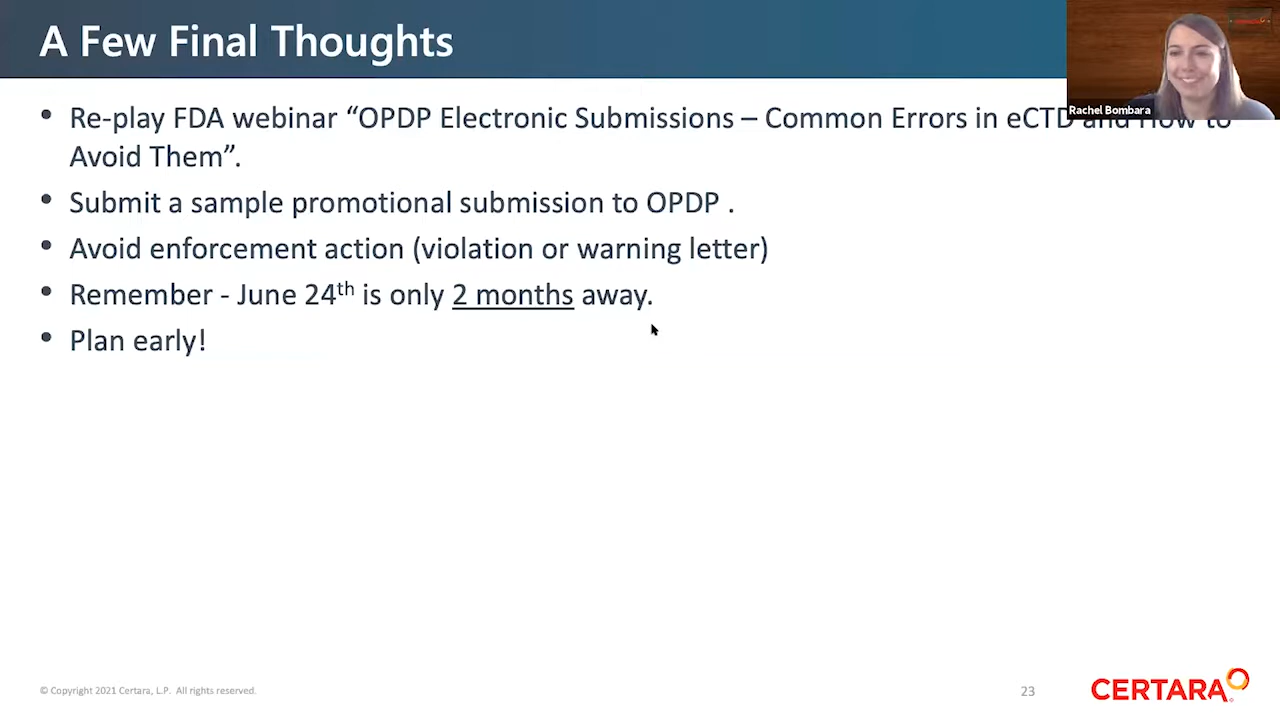 A Few Final Thoughts
Rachel Bombara
• Re-play FDA webinar “OPDP Electronic Submissions – Common Errors in eCTD and How to
Avoid Them”.
• Submit a sample promotional submission to OPDP .
• Avoid enforcement action (violation or warning letter)
• Remember - June 24th is only 2 months away.
• Plan early!
© Copyright 2021 Certara, L.P. All rights reserved.
23
CERTARA